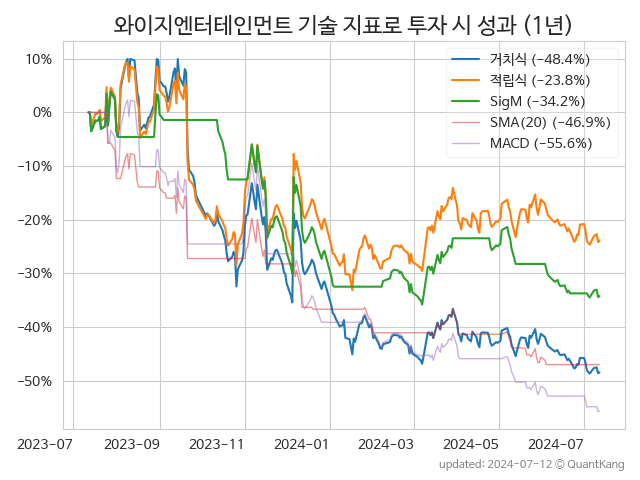 와이지엔터테인먼트 기술 지표로 투자 시 성과 (1년)
10%
0%
−10%
−20%
−30%
−40%
−50%
거치식 (−48.4%)
적립식 (−23.8%)
SigM (−34.2%)
SMA(20) (−46.9%)
MACD (−55.6%)
2023-07 2023-09 2023-11 2024-01 2024-03 2024-05 2024-07
updated: 2024-07-12 © QuantKang